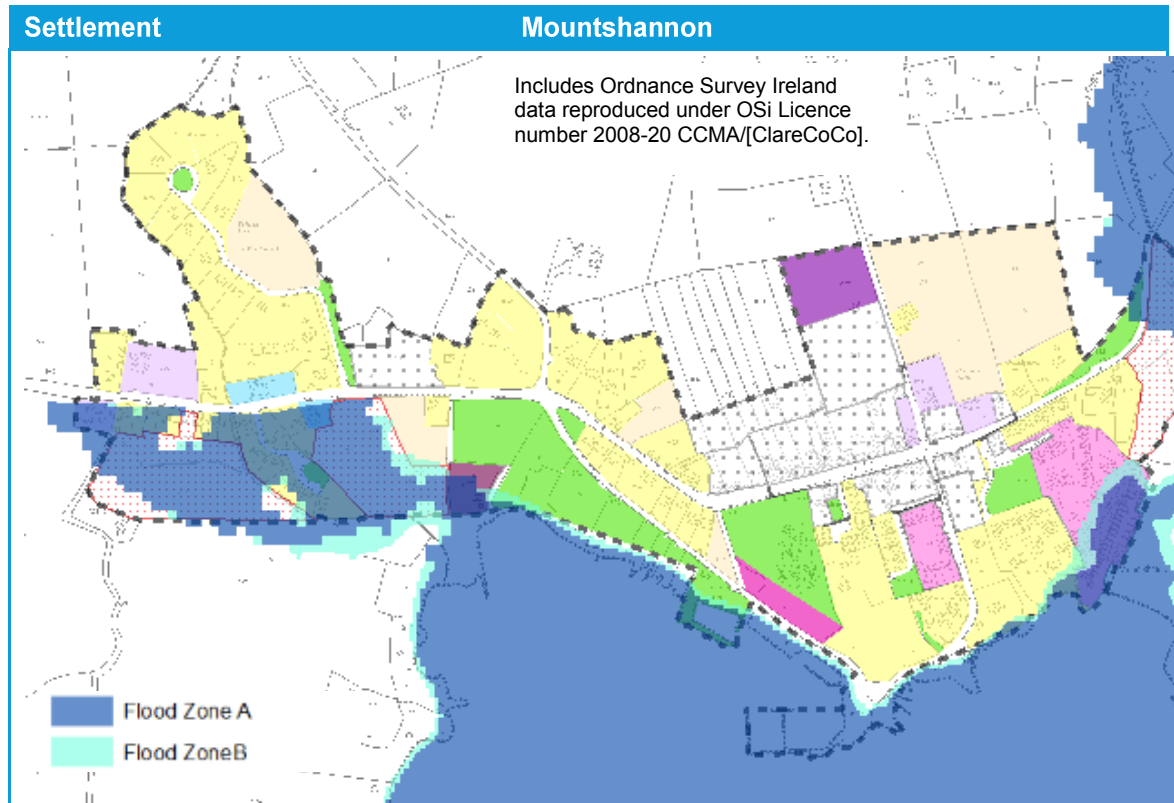 Settlement Mountshannon
Includes Ordnance Survey Ireland
data reproduced under OSi Licence
number 2008-20 CCMA/[ClareCoCo].
Flood Zone A
Flood ZoneB